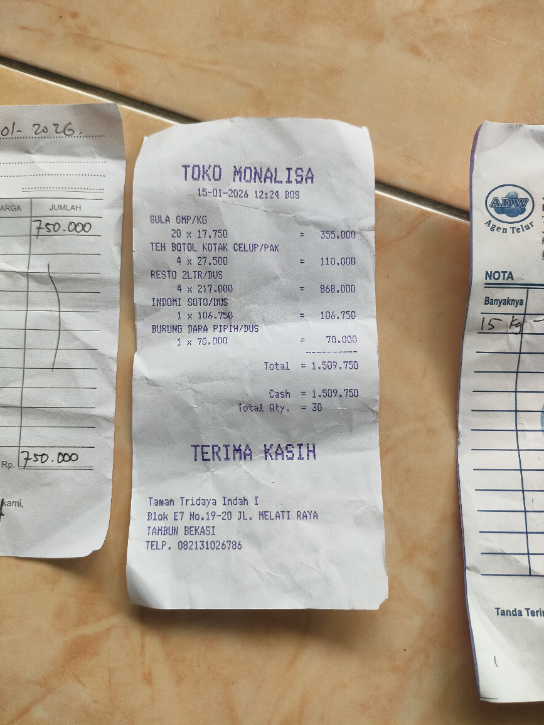 01-2026
ARGA JUMLAH
750.000
Rp. 750.000
kami,
TOKO MONALISA
15-01-2026 12:24 BOS
GULA GMP/KG
20 x 17.750 = 355.000
TEH BOTOL KOTAK CELUP/PAK
4 x 27.500 = 110.000
RESTO 2LTR/DUS
4 x 217.000 = 868.000
INDOMI SOTO/DUS
1 x 106.750 = 106.750
BURUNG DARA PIPIH/DUS
1 x 70.000 = 70.000
-----------
Total = 1.509.750
Cash = 1.509.750
Total Qty. = 30
TERIMA KASIH
Taman Tridaya Indah I
Blok E7 No.19-20 JL. MELATI RAYA
TAMBUN BEKASI
TELP. 082131026786
ADW
Agen Telur
NOTA
Banyaknya
15 Kg
Tanda Teri